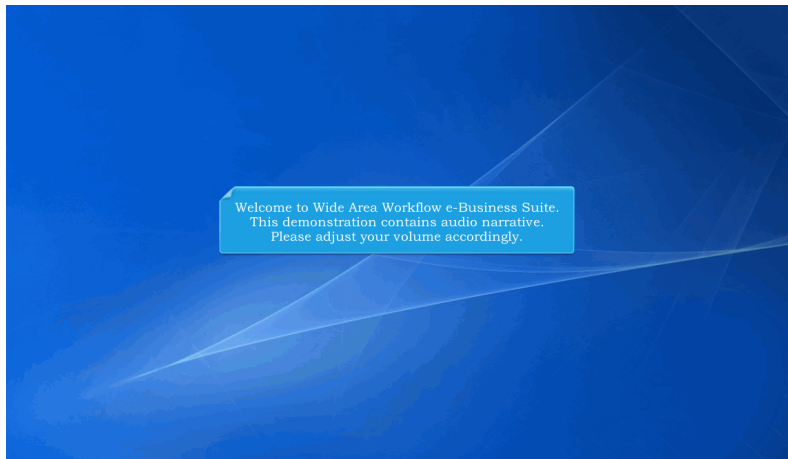 Welcome to Wide Area Workflow e-Business Suite.
This demonstration contains audio narrative.
Please adjust your volume accordingly.